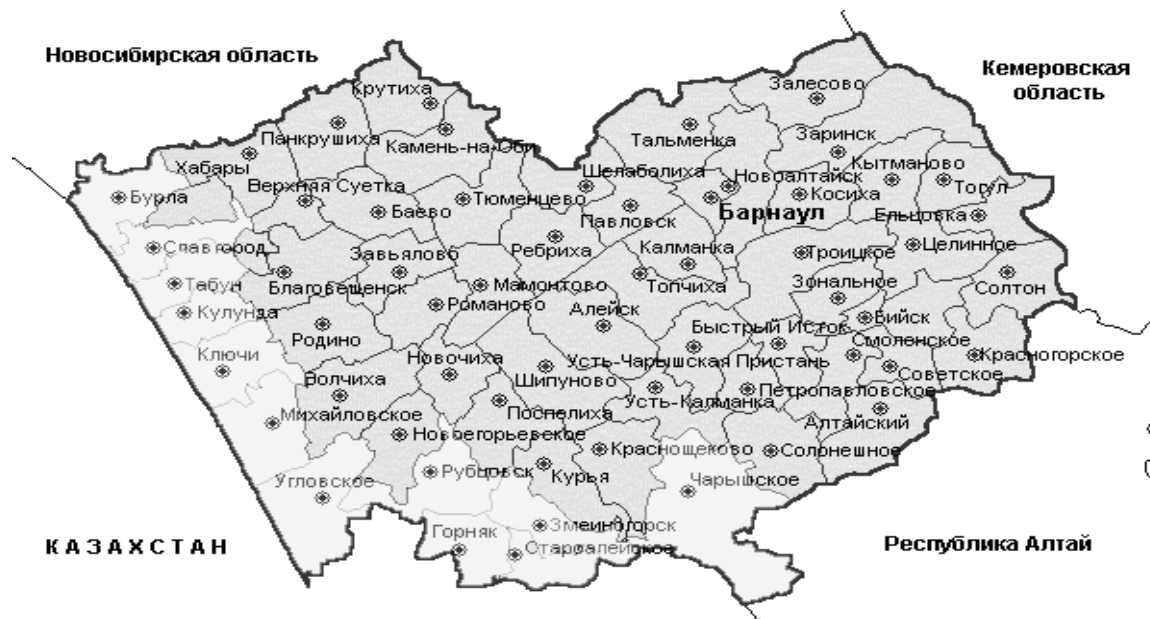 Новосибирская область
Кемеровская
область
Крутиха
Залесово
Панкрушиха
Камень-на-Оби
Тальменка
Заринск
Хабары
Кытманово
Верхняя Суетка
Шелаболиха
Новоалтайск
Тогул
Бурла
Тюменцево
Косиха
Баево
Павловск
Барнаул
Ельцовка
Славгород
Завьялово
Ребриха
Калманка
Троицкое
Целинное
Табун
Благовещенск
Мамонтово
Топчиха
Зональное
Солтон
Кулунда
Романово
Алейск
Быстрый Исток
Бийск
Родино
Смоленское
Ключи
Новочиха
Усть-Чарышская Пристань
Красногорское
Волчиха
Шипуново
Советское
Усть-Калманка
Петропавловское
Михайловское
Поспелиха
Алтайский
Новоегорьевское
Краснощеково
Солонешное
Рубцовск
Курья
Угловское
Чарышское
Горняк
Змеиногорск
КАЗАХСТАН
Староалейское
Республика Алтай